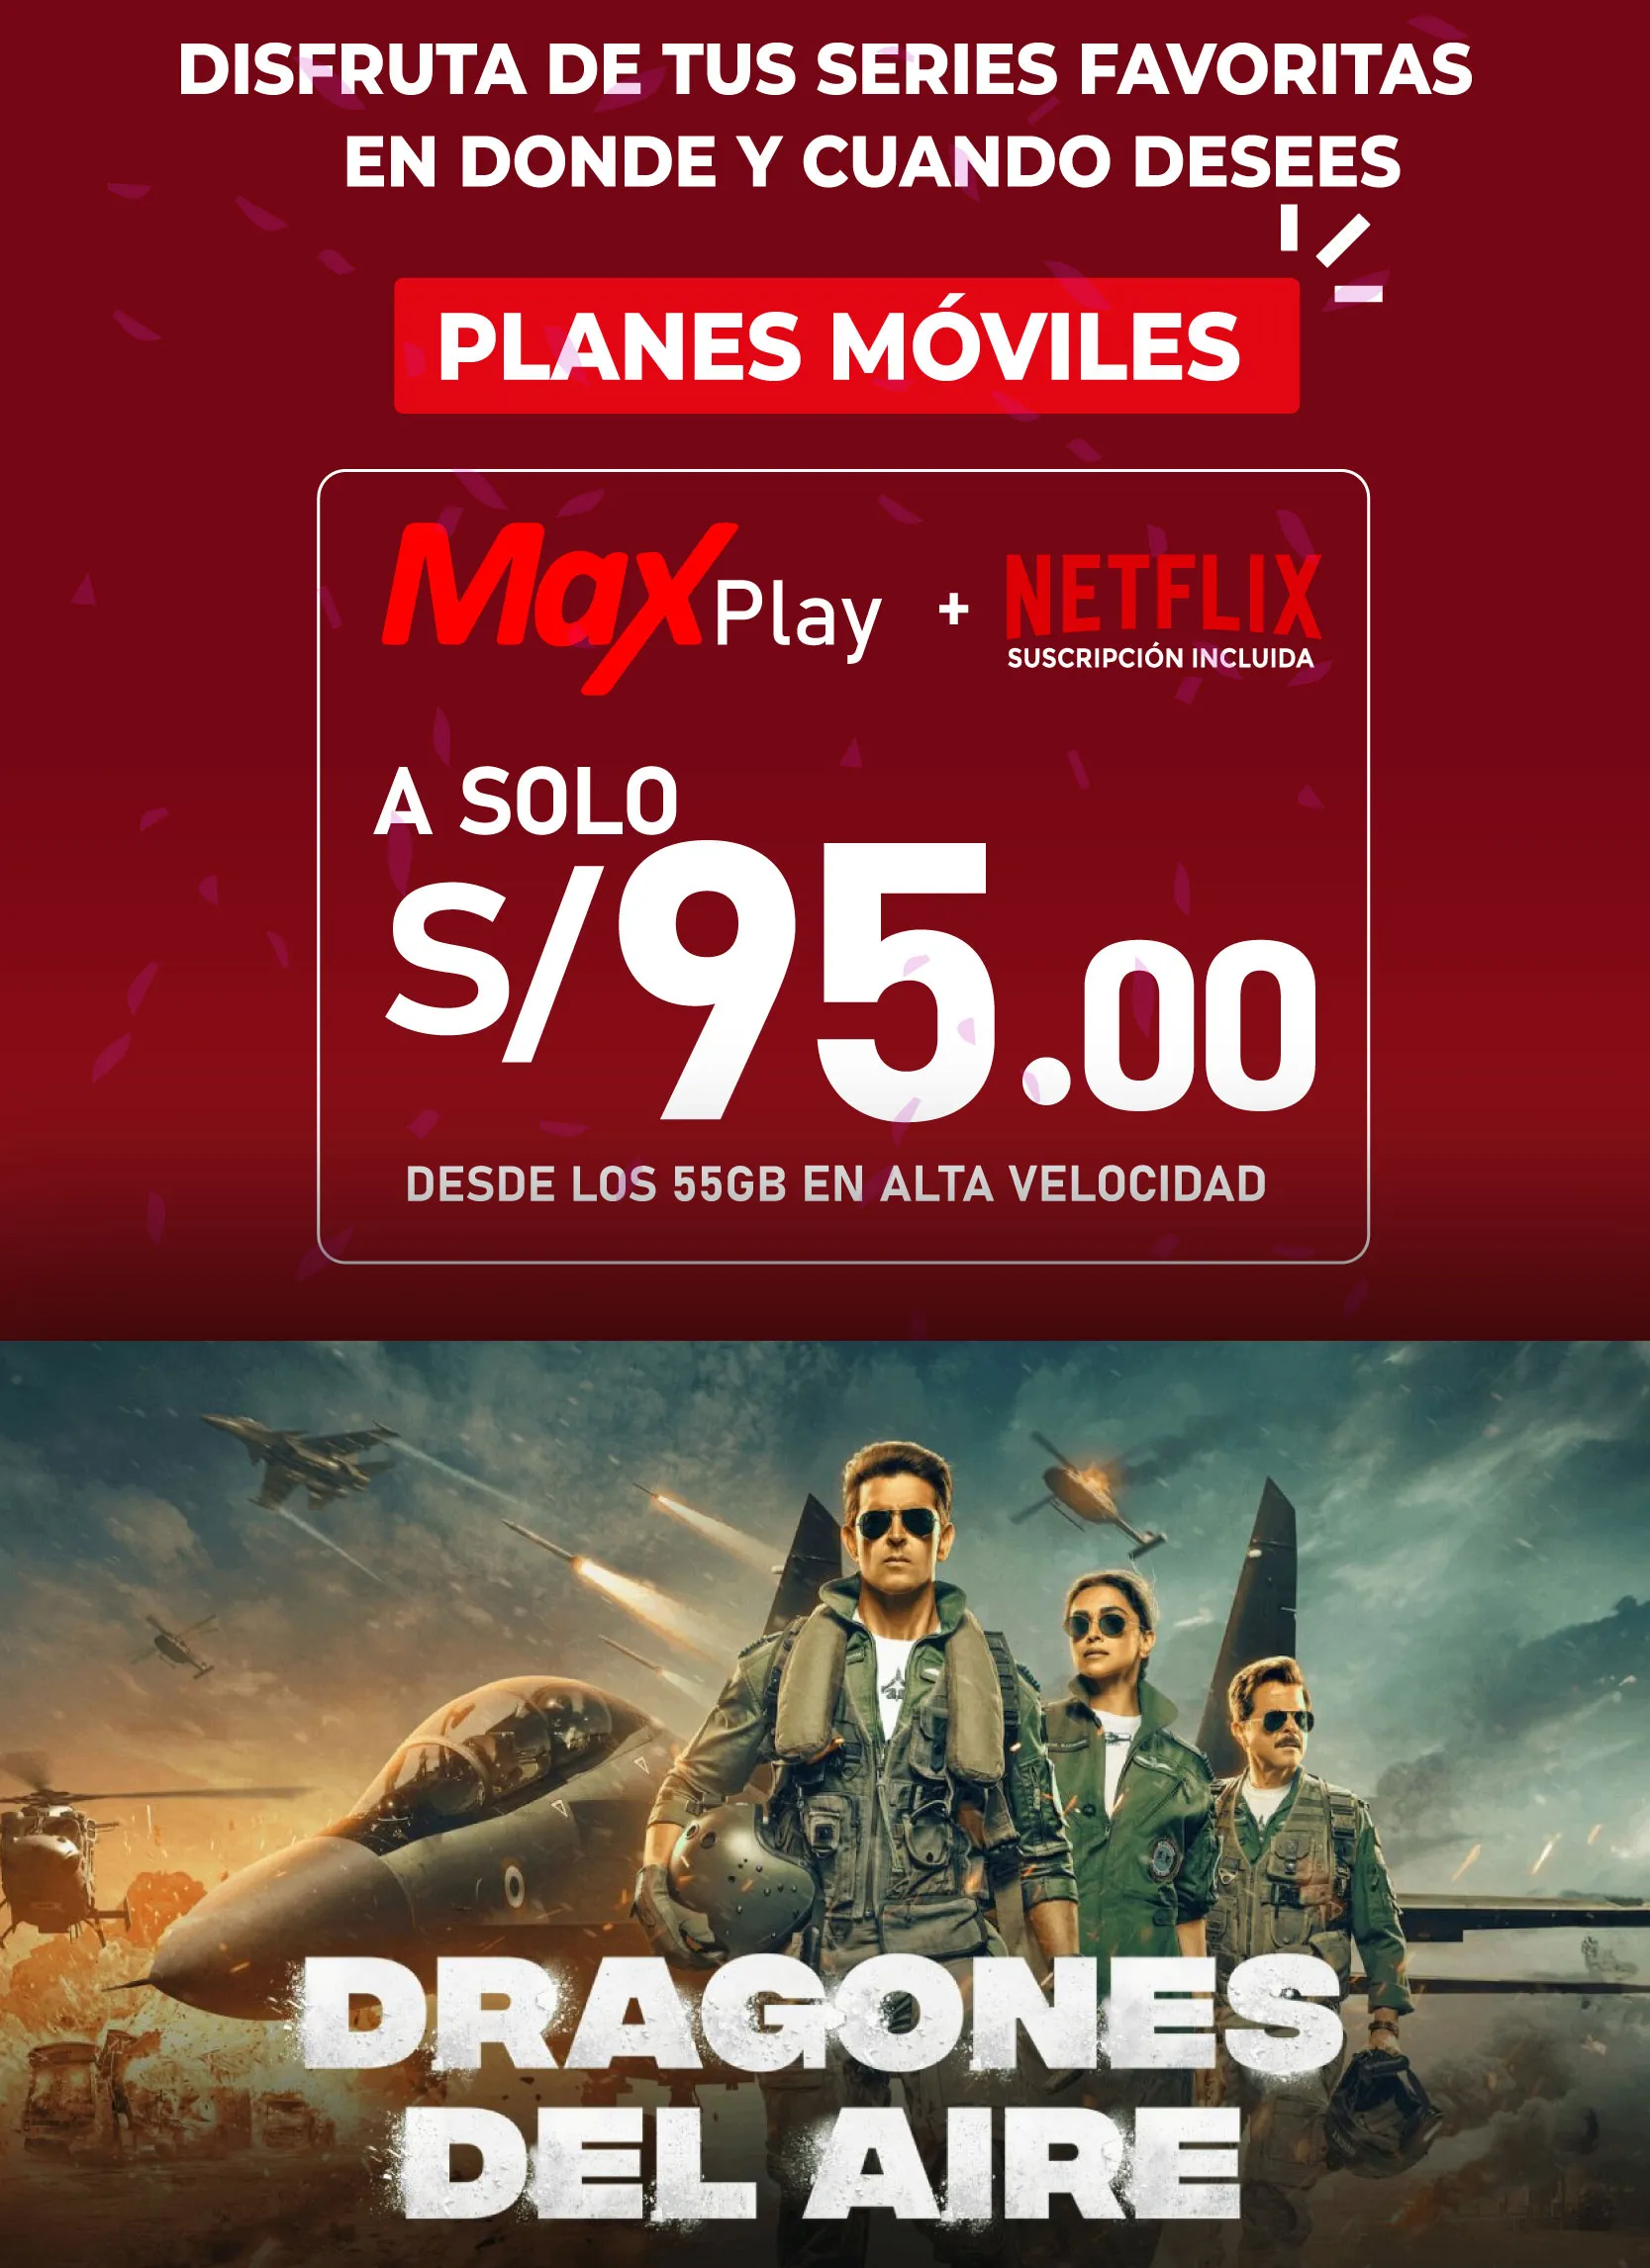 DISFRUTA DE TUS SERIES FAVORITAS
EN DONDE Y CUANDO DESEES
PLANES MÓVILES
Max Play + NETFLIX
SUSCRIPCIÓN INCLUIDA
A SOLO
S/95.00
DESDE LOS 55GB EN ALTA VELOCIDAD
DRAGONES
DEL AIRE